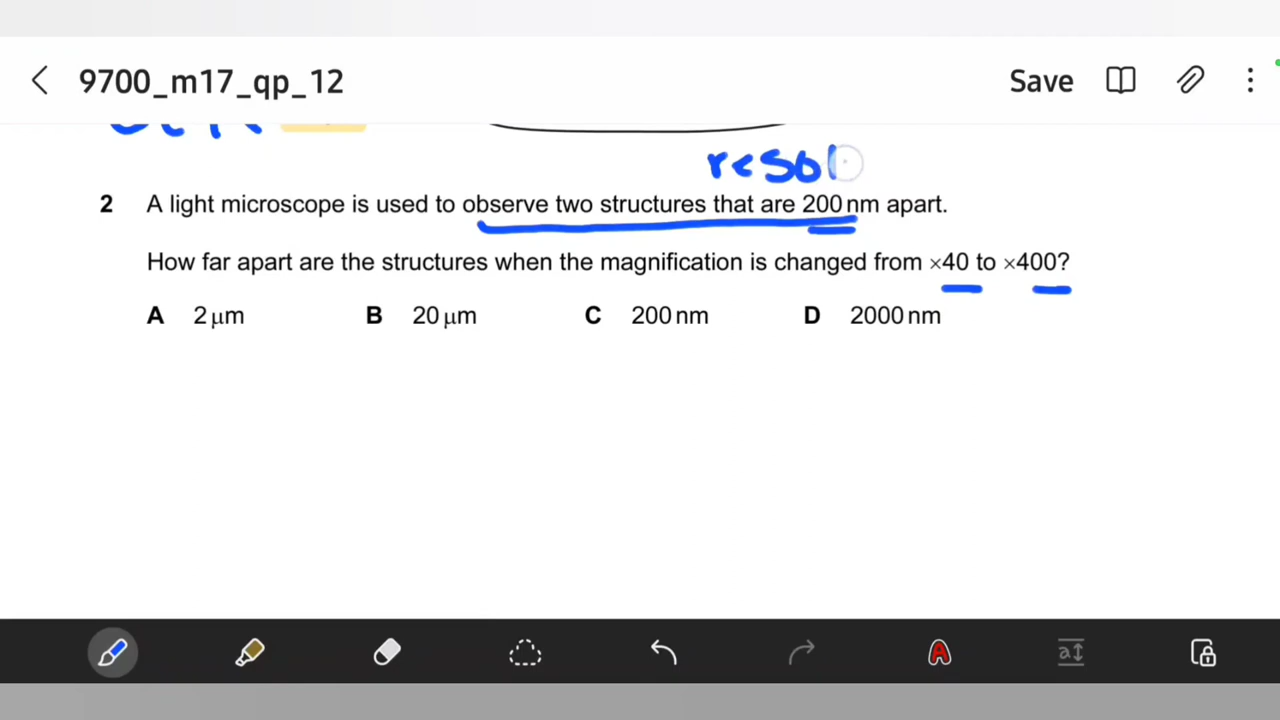 9700_m17_qp_12
Save
resol
2 A light microscope is used to observe two structures that are 200 nm apart.
How far apart are the structures when the magnification is changed from ×40 to ×400?
A 2 μm B 20 μm C 200 nm D 2000 nm
A a